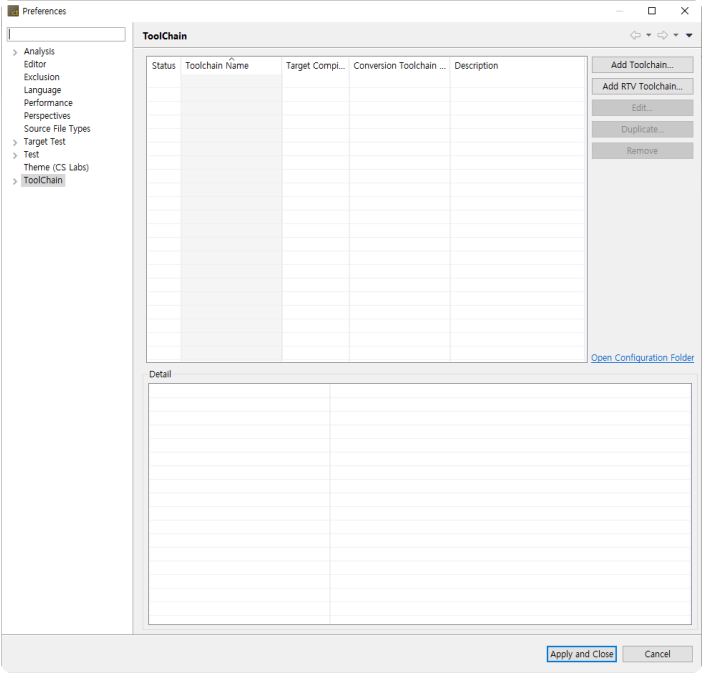 Preferences
ToolChain
Analysis
Editor
Exclusion
Language
Performance
Perspectives
Source File Types
Target Test
Test
Theme (CS Labs)
ToolChain
Status Toolchain Name Target Compi... Conversion Toolchain ... Description
Add Toolchain...
Add RTV Toolchain...
Edit...
Duplicate...
Remove
Open Configuration Folder
Detail
Apply and Close Cancel